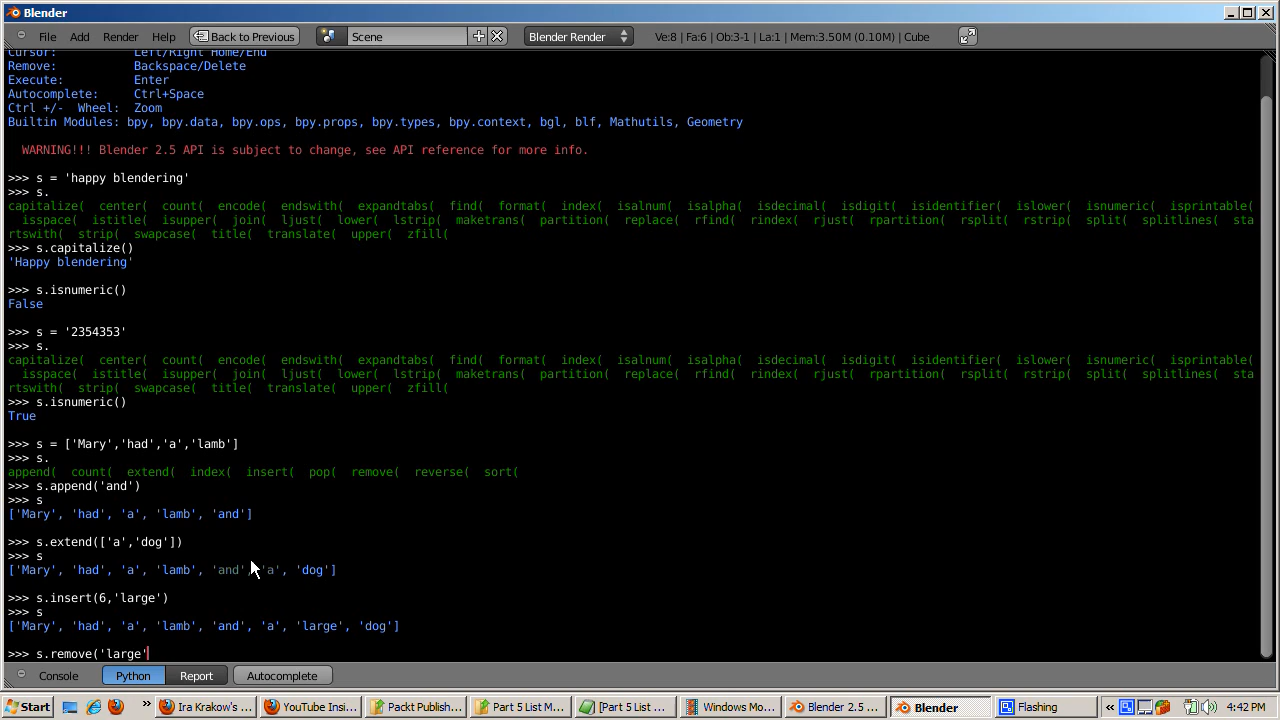 Blender
File Add Render Help Back to Previous Scene Blender Render Ve:8 | Fa:6 | Ob:3-1 | La:1 | Mem:3.50M (0.10M) | Cube
Cursor: Left/Right Home/End
Remove: Backspace/Delete
Execute: Enter
Autocomplete: Ctrl+Space
Ctrl +/- Wheel: Zoom
Builtin Modules: bpy, bpy.data, bpy.ops, bpy.props, bpy.types, bpy.context, bgl, blf, Mathutils, Geometry
WARNING!!! Blender 2.5 API is subject to change, see API reference for more info.
>>> s = 'happy blendering'
>>> s.
capitalize( center( count( encode( endswith( expandtabs( find( format( index( isalnum( isalpha( isdecimal( isdigit( isidentifier( islower( isnumeric( isprintable(
isspace( istitle( isupper( join( ljust( lower( lstrip( maketrans( partition( replace( rfind( rindex( rjust( rpartition( rsplit( rstrip( split( splitlines( sta
rtswith( strip( swapcase( title( translate( upper( zfill(
>>> s.capitalize()
'Happy blendering'
>>> s.isnumeric()
False
>>> s = '2354353'
>>> s.
capitalize( center( count( encode( endswith( expandtabs( find( format( index( isalnum( isalpha( isdecimal( isdigit( isidentifier( islower( isnumeric( isprintable(
isspace( istitle( isupper( join( ljust( lower( lstrip( maketrans( partition( replace( rfind( rindex( rjust( rpartition( rsplit( rstrip( split( splitlines( sta
rtswith( strip( swapcase( title( translate( upper( zfill(
>>> s.isnumeric()
True
>>> s = ['Mary','had','a','lamb']
>>> s.
append( count( extend( index( insert( pop( remove( reverse( sort(
>>> s.append('and')
>>> s
['Mary', 'had', 'a', 'lamb', 'and']
>>> s.extend(['a','dog'])
>>> s
['Mary', 'had', 'a', 'lamb', 'and', 'a', 'dog']
>>> s.insert(6,'large')
>>> s
['Mary', 'had', 'a', 'lamb', 'and', 'a', 'large', 'dog']
>>> s.remove('large'
Console Python Report Autocomplete
Start » Ira Krakow's ... YouTube Insi... Packt Publish... Part 5 List M... [Part 5 List ... Windows Mo... Blender 2.5 ... Blender Flashing « 4:42 PM